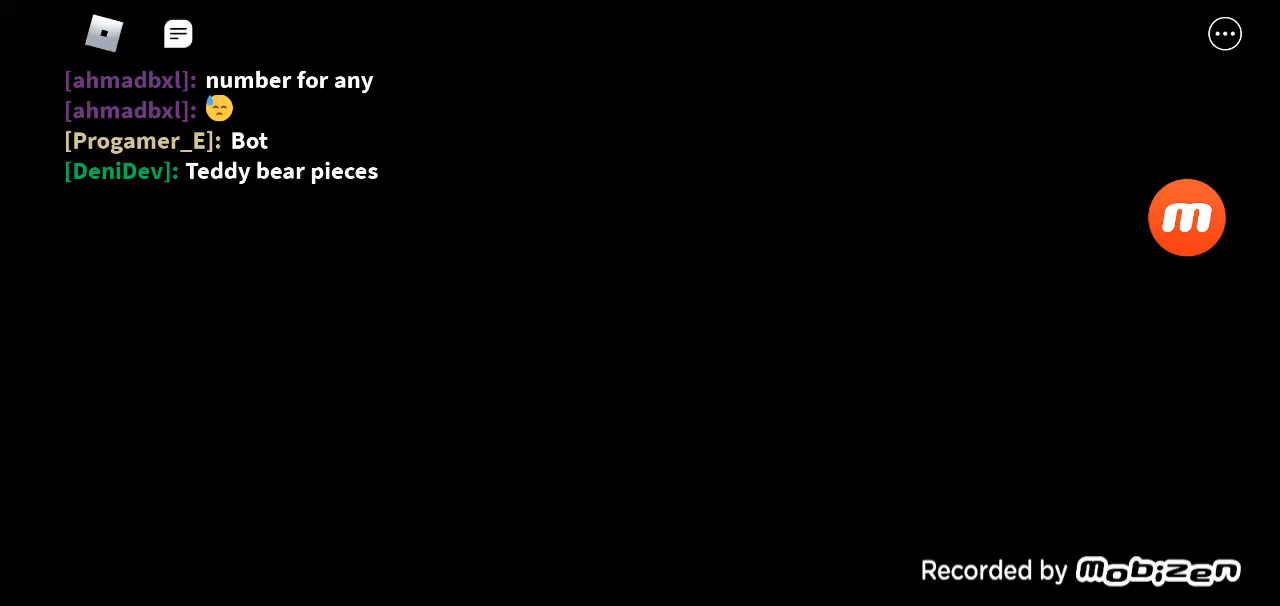 [ahmadbxl]: number for any
[ahmadbxl]: 😓
[Progamer_E]: Bot
[DeniDev]: Teddy bear pieces
m
Recorded by mobizen